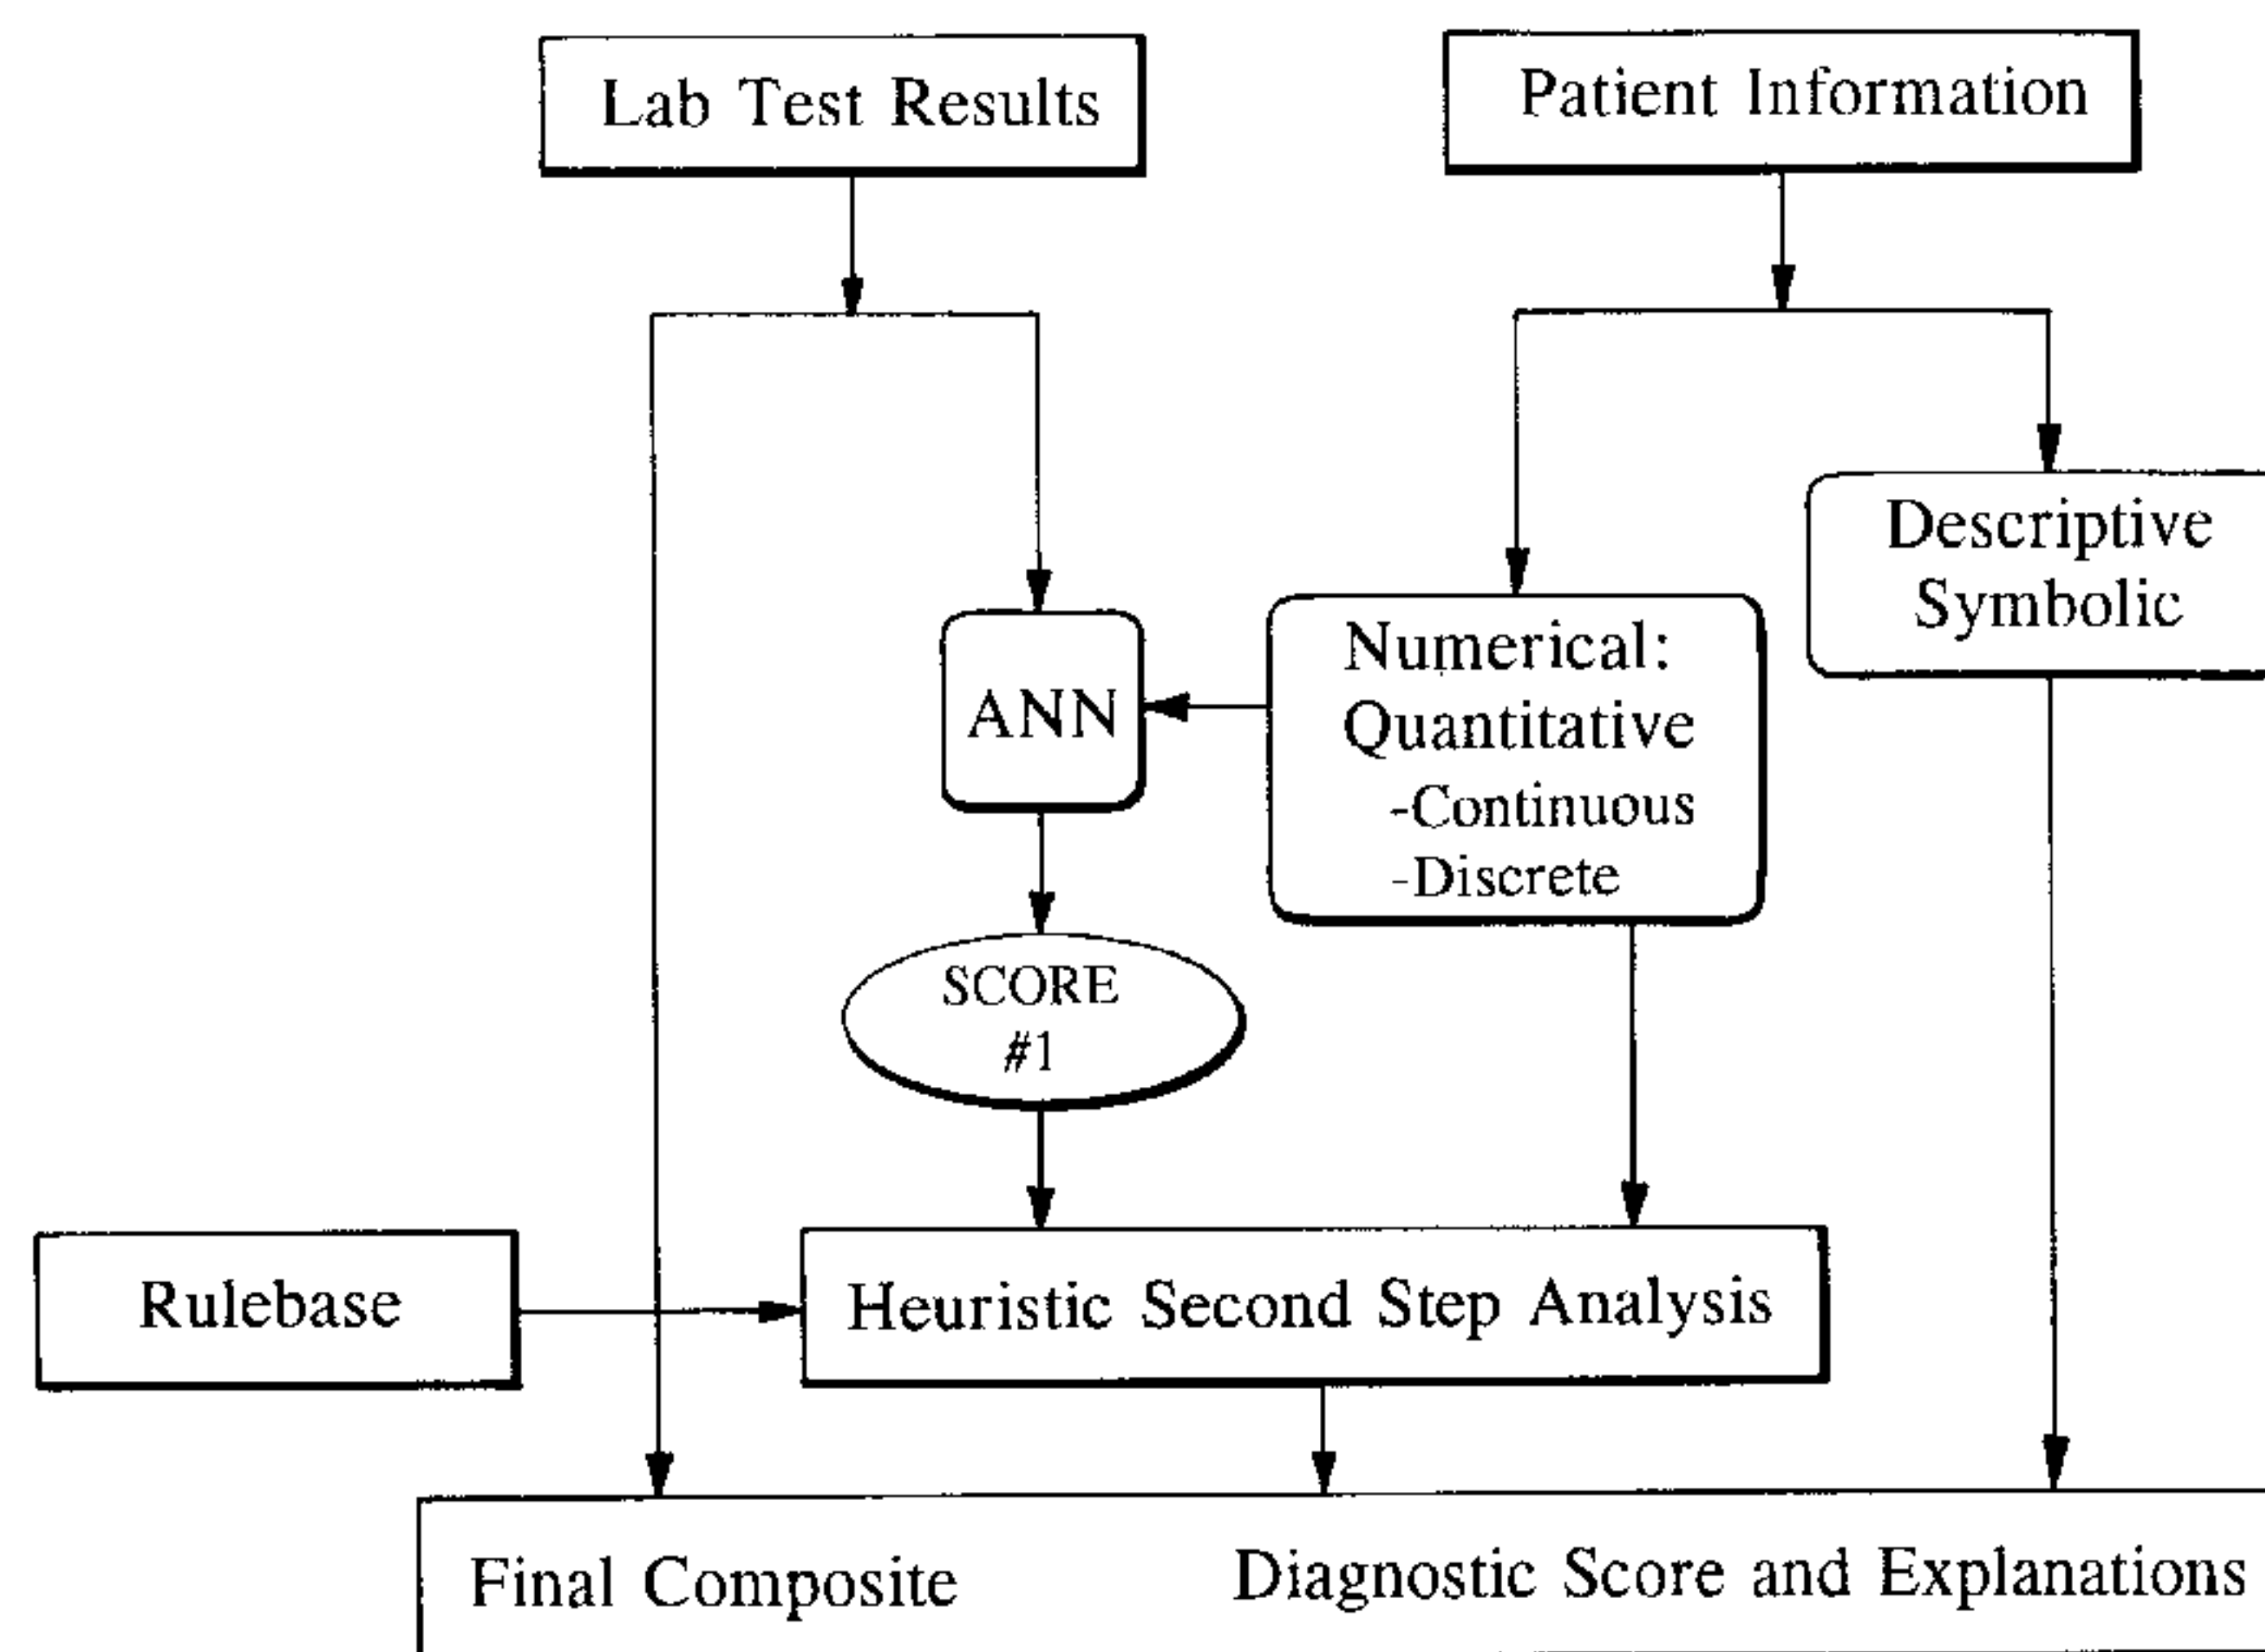 Lab Test Results
Patient Information
Descriptive
Symbolic
Numerical:
Quantitative
-Continuous
-Discrete
ANN
SCORE
#1
Rulebase
Heuristic Second Step Analysis
Final Composite
Diagnostic Score and Explanations